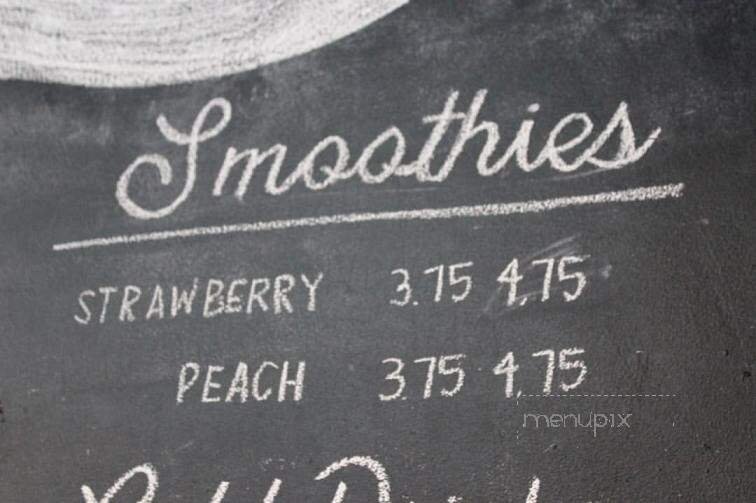 Smoothies
STRAWBERRY 3.75 4.75
PEACH 3.75 4.75
menupix